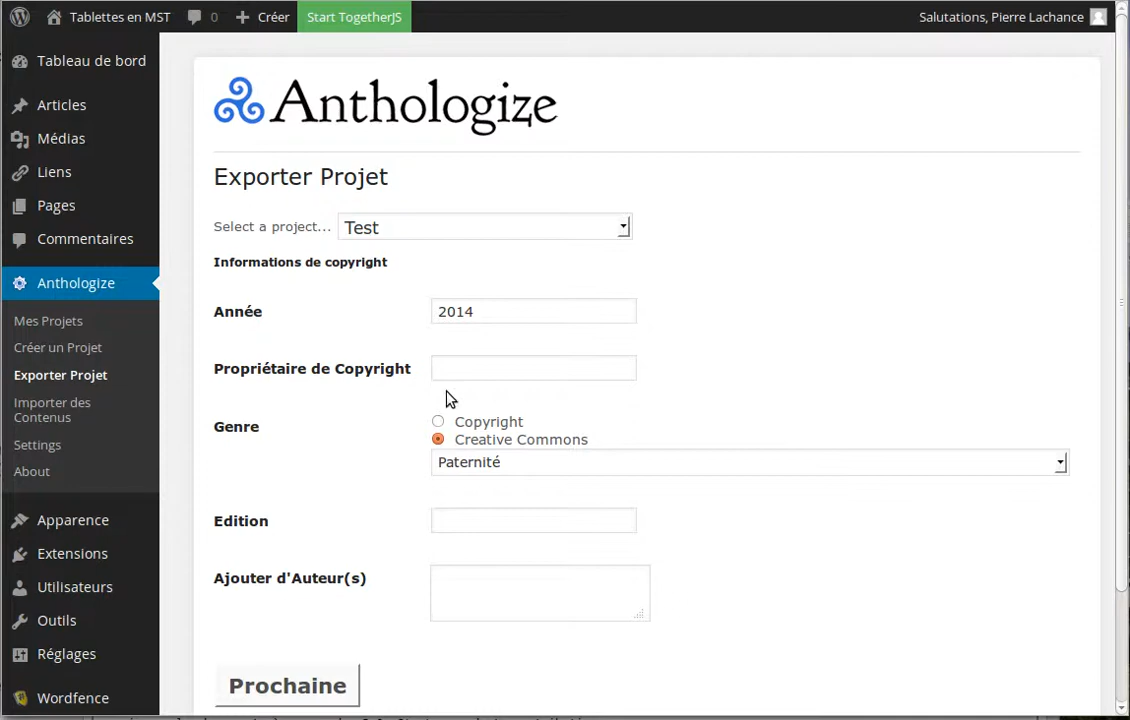 Tablettes en MST 0 Créer Start TogetherJS Salutations, Pierre Lachance
Tableau de bord
Articles
Médias
Liens
Pages
Commentaires
Anthologize
Mes Projets
Créer un Projet
Exporter Projet
Importer des
Contenus
Settings
About
Apparence
Extensions
Utilisateurs
Outils
Réglages
Wordfence
Anthologize
Exporter Projet
Select a project... Test
Informations de copyright
Année 2014
Propriétaire de Copyright
Genre
Copyright
Creative Commons
Paternité
Edition
Ajouter d'Auteur(s)
Prochaine